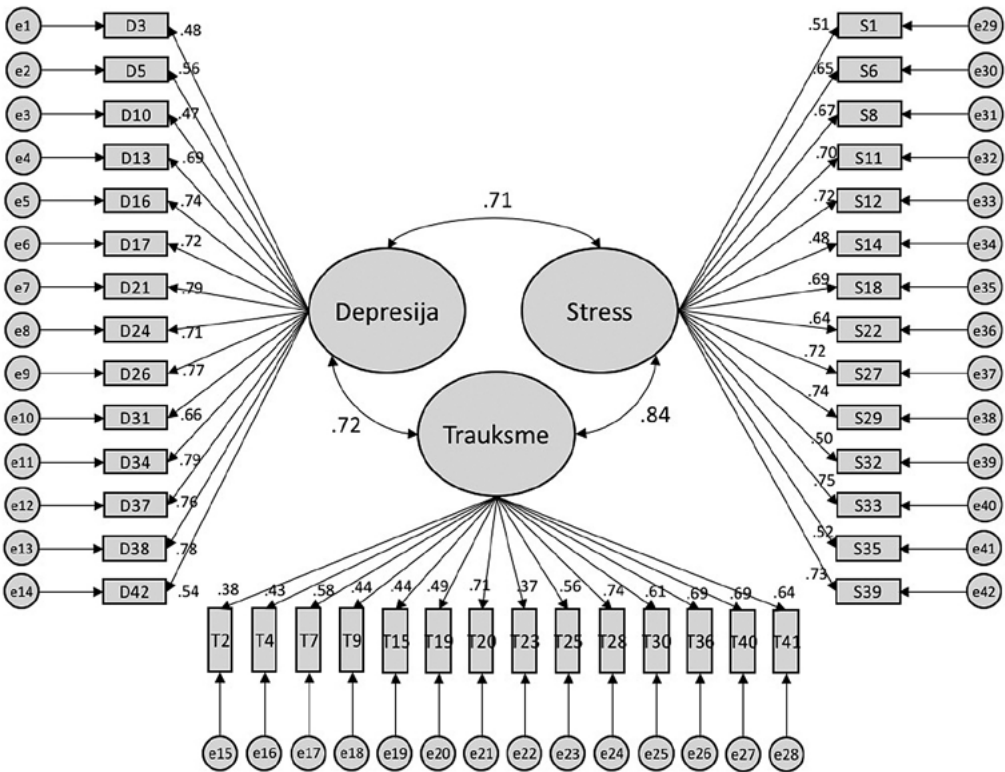 e1 D3 .48
e2 D5 .56
e3 D10 .47
e4 D13 .69
e5 D16 .74
e6 D17 .72
e7 D21 .79
e8 D24 .71
e9 D26 .77
e10 D31 .66
e11 D34 .79
e12 D37 .76
e13 D38 .78
e14 D42 .54
.71
Depresija
Stress
.72
Trauksme
.84
.51 S1 e29
.65 S6 e30
.67 S8 e31
.70 S11 e32
.72 S12 e33
.48 S14 e34
.69 S18 e35
.64 S22 e36
.72 S27 e37
.74 S29 e38
.50 S32 e39
.75 S33 e40
.52 S35 e41
.73 S39 e42
.38 .43 .58 .44 .44 .49 .71 .37 .56 .74 .61 .69 .69 .64
T2 T4 T7 T9 T15 T19 T20 T23 T25 T28 T30 T36 T40 T41
e15 e16 e17 e18 e19 e20 e21 e22 e23 e24 e25 e26 e27 e28